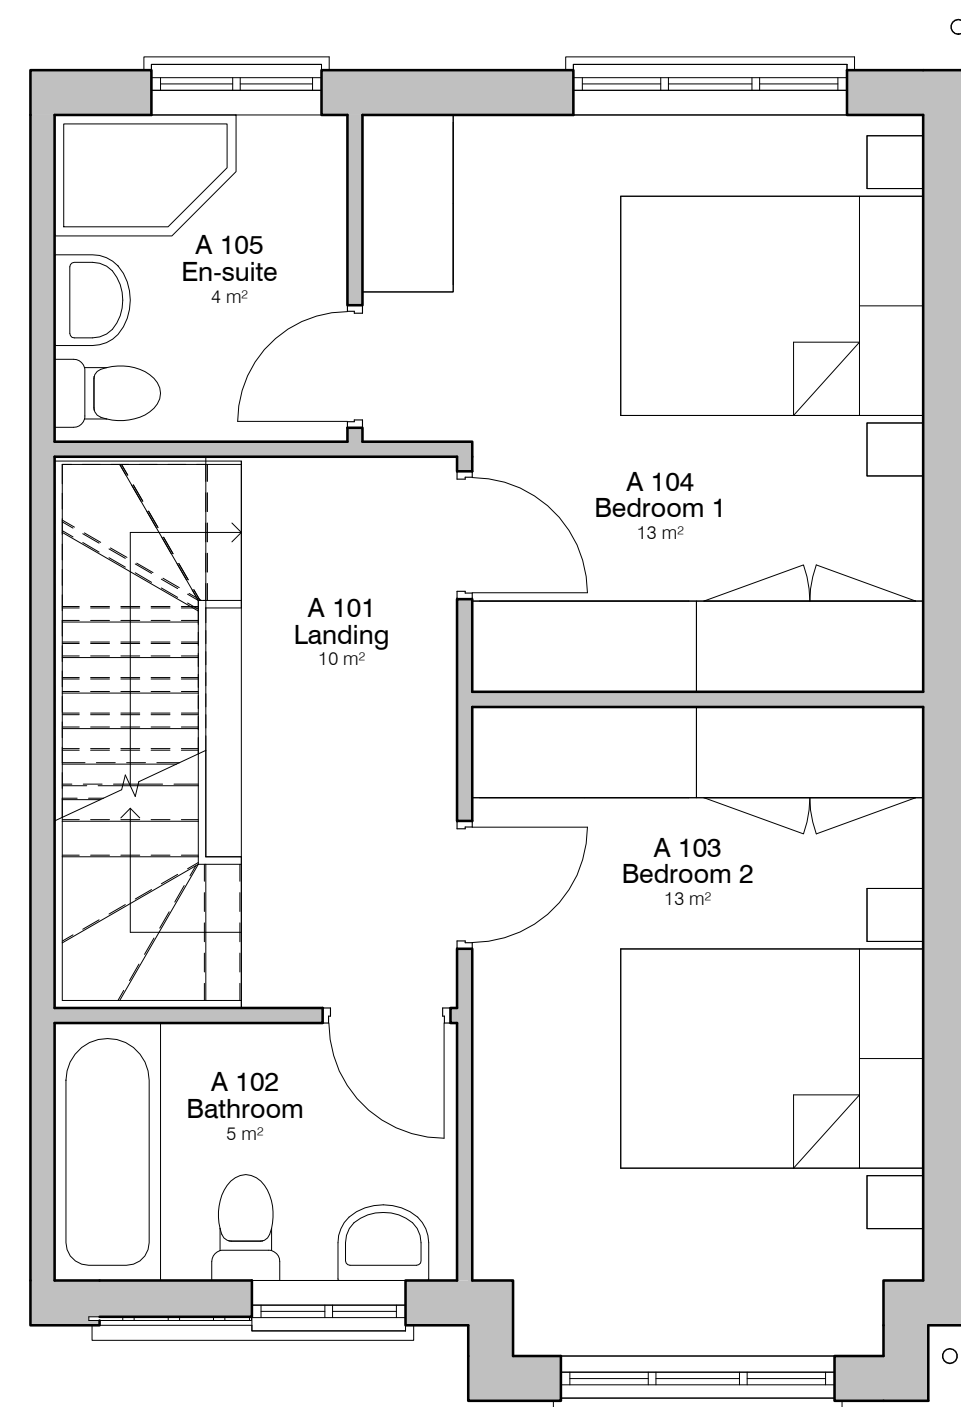 A 105
En-suite
4 m²
A 104
Bedroom 1
13 m²
A 101
Landing
10 m²
A 103
Bedroom 2
13 m²
A 102
Bathroom
5 m²